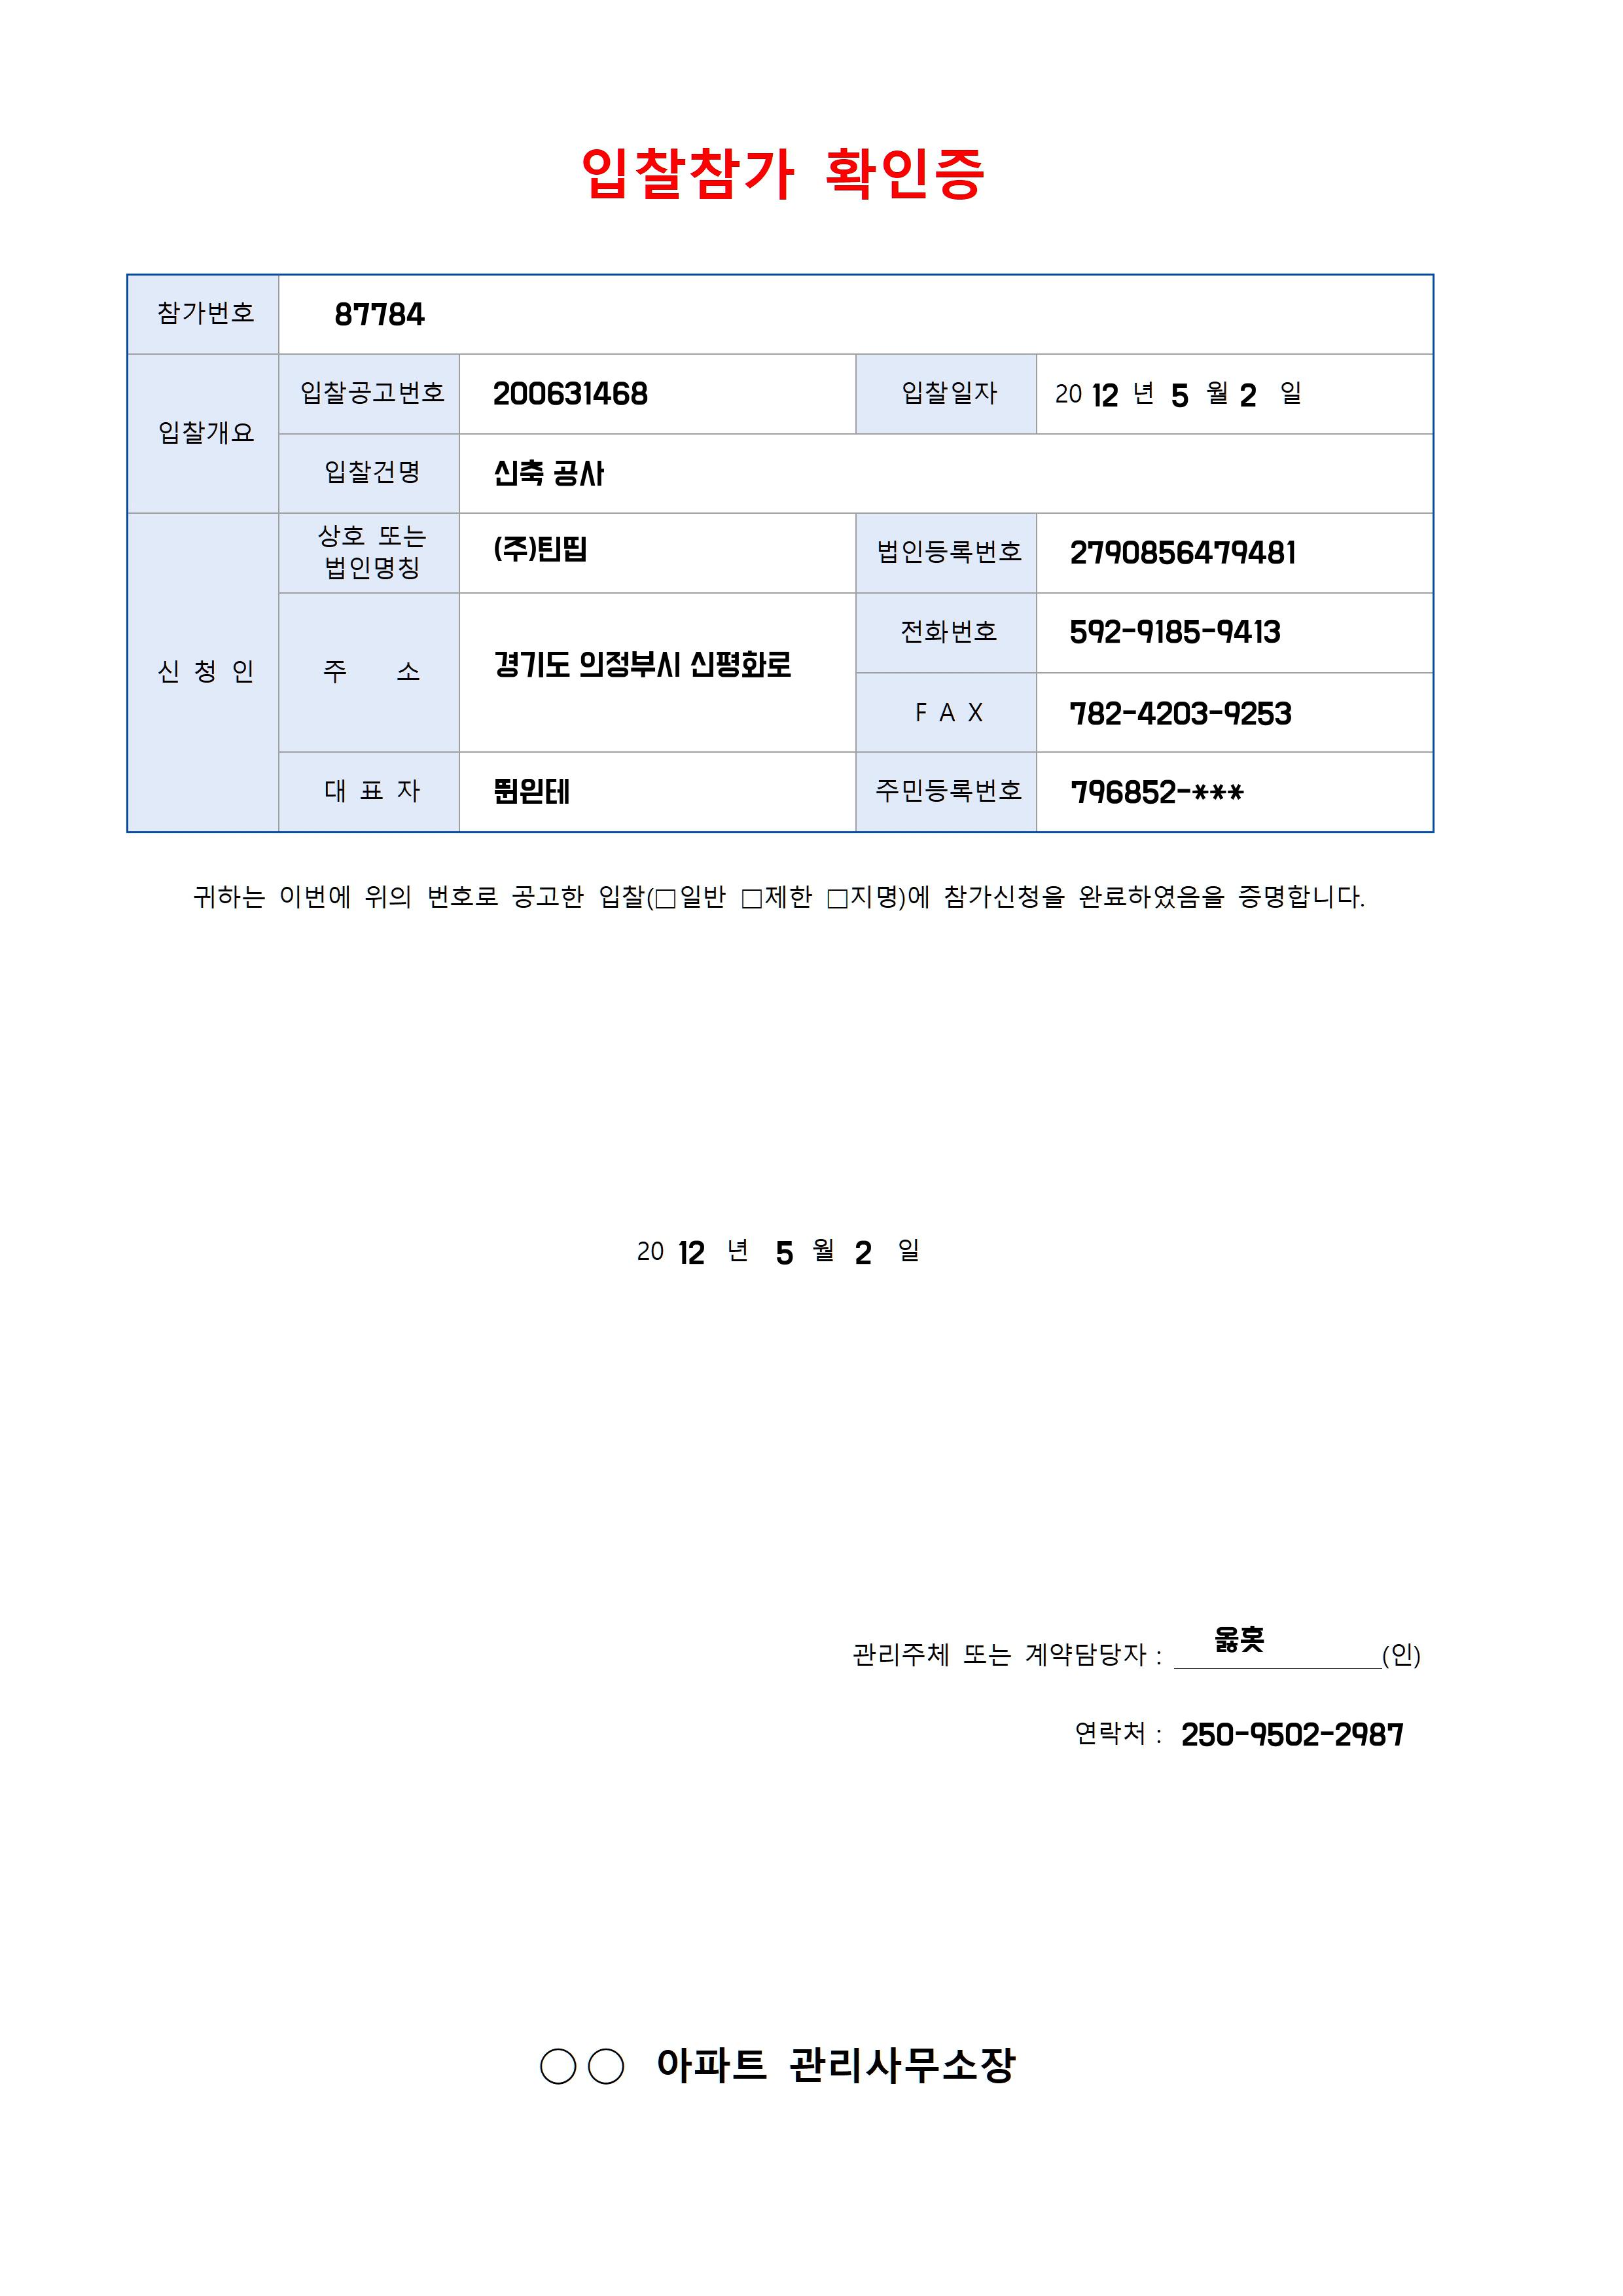 입찰참가 확인증
참가번호 87784
입찰개요 입찰공고번호 200631468 입찰일자 20 12 년 5 월 2 일
입찰건명 신축 공사
신 청 인 상호 또는 법인명칭 (주)틴띱 법인등록번호 2790856479481
주 소 경기도 의정부시 신평화로 전화번호 592-9185-9413
F A X 782-4203-9253
대 표 자 주민등록번호 796852-***
귀하는 이번에 위의 번호로 공고한 입찰(□일반 □제한 □지명)에 참가신청을 완료하였음을 증명합니다.
20 12 년 5 월 2 일
관리주체 또는 계약담당자 : 옳홋 (인)
연락처 : 250-9502-2987
○○ 아파트 관리사무소장